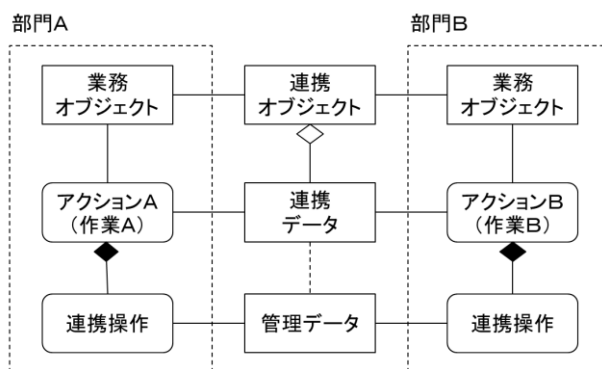 部門A
部門B
業務
オブジェクト
連携
オブジェクト
業務
オブジェクト
アクションA
（作業A）
連携
データ
アクションB
（作業B）
連携操作
管理データ
連携操作